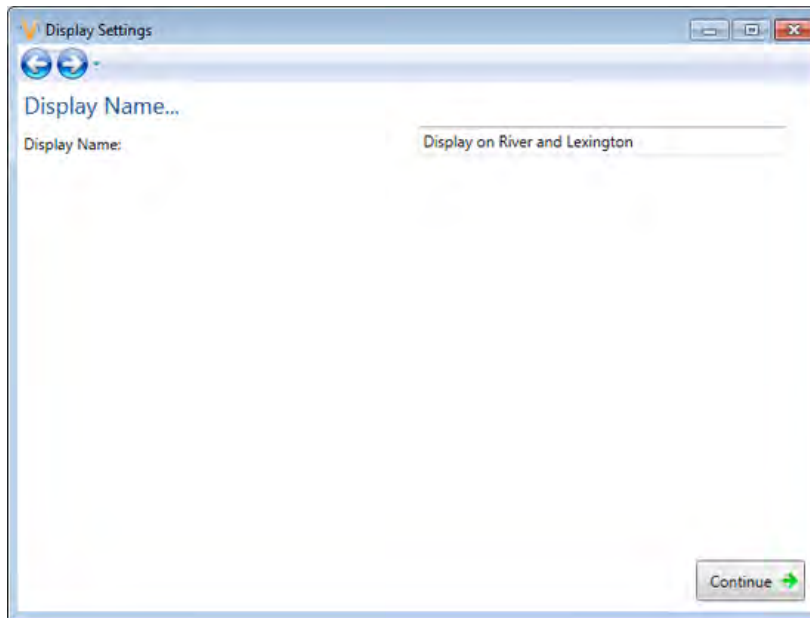 Display Settings
Display Name...
Display Name: Display on River and Lexington
Continue